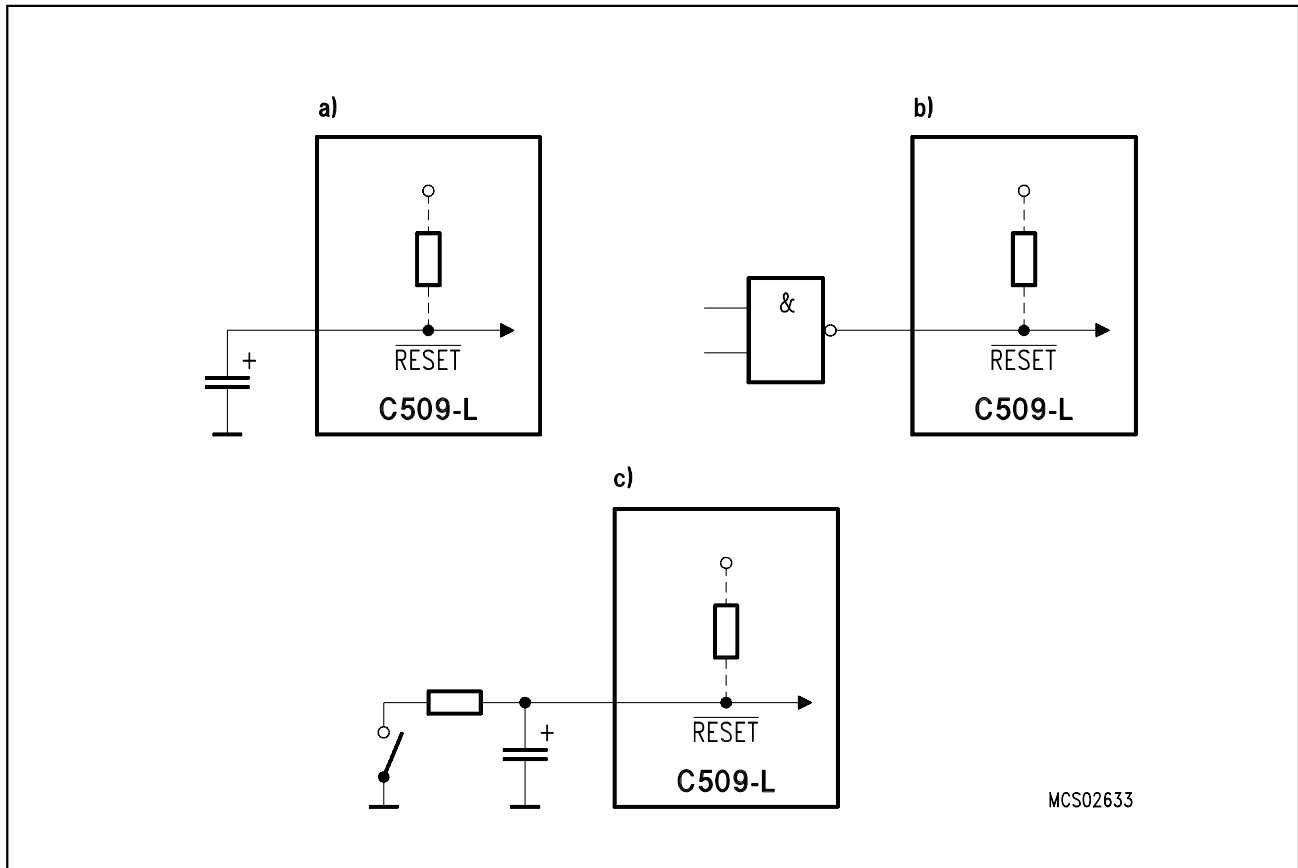 a)
+
RESET
C509-L
b)
&
RESET
C509-L
c)
+
RESET
C509-L
MCS02633